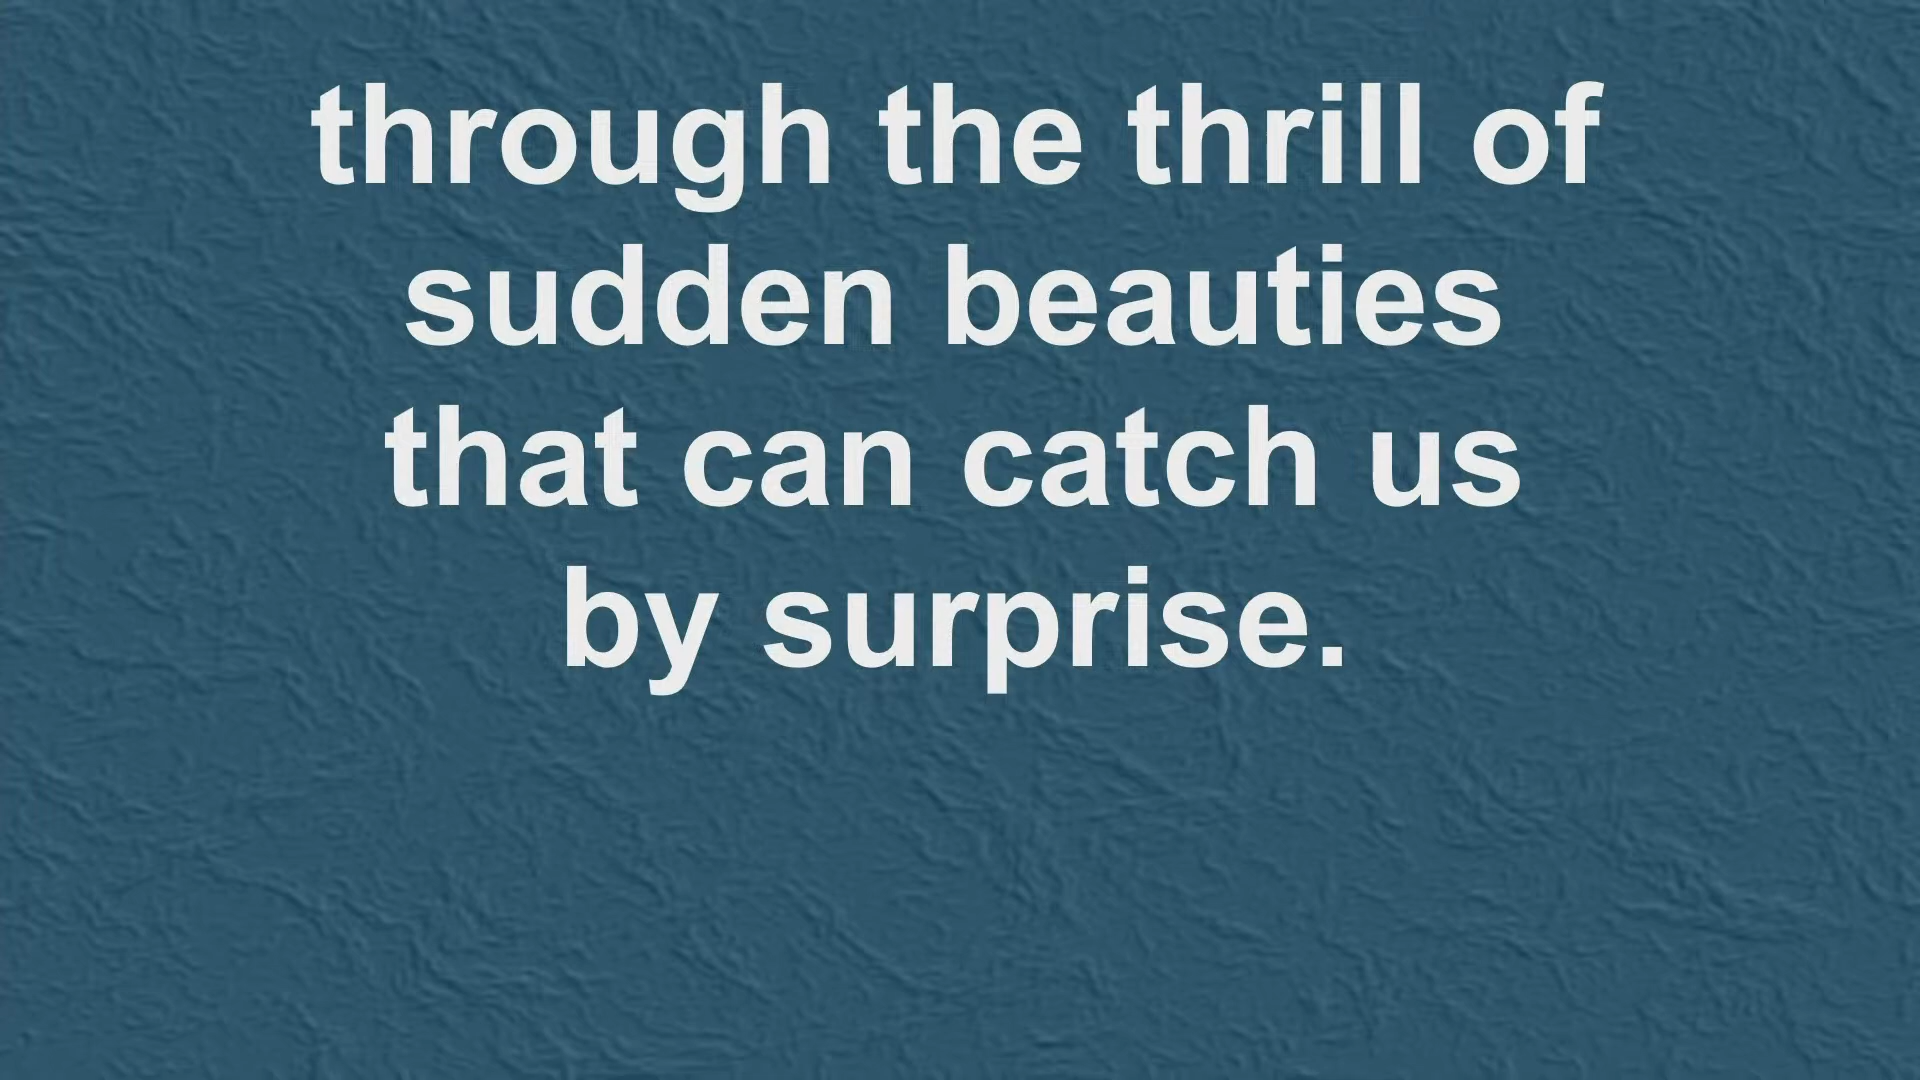 through the thrill of
sudden beauties
that can catch us
by surprise.